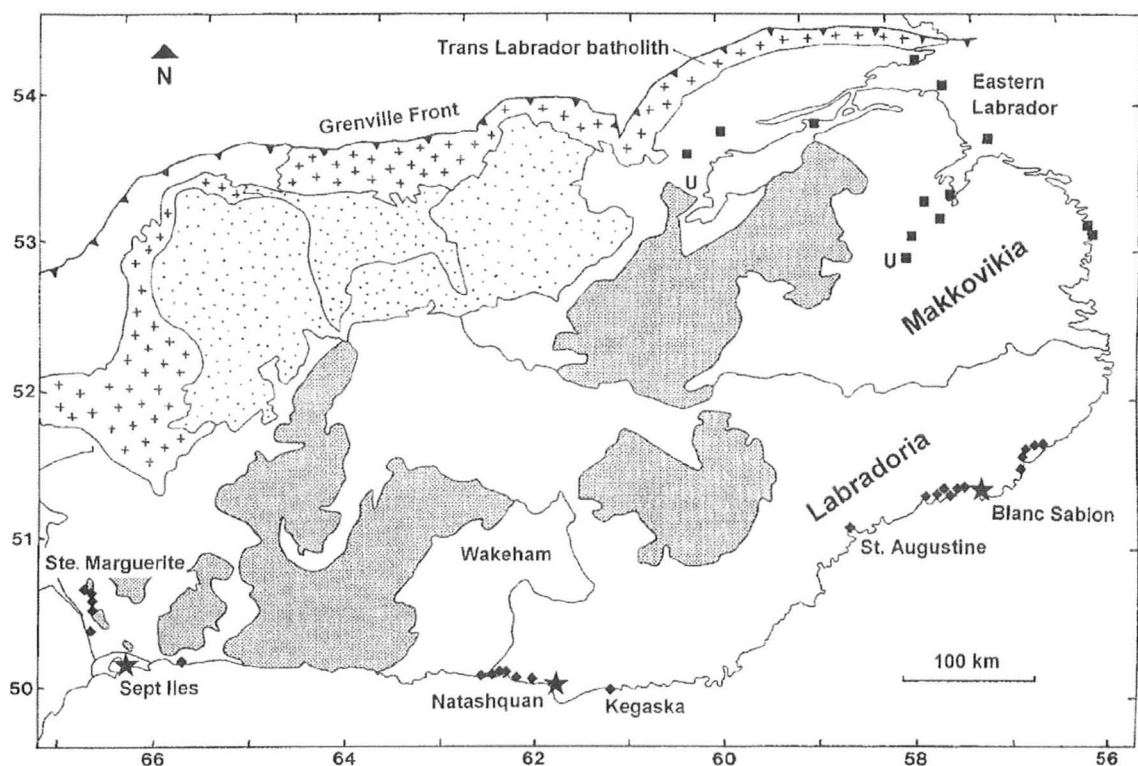 Trans Labrador batholith
N
Grenville Front
Eastern
Labrador
54
53
52
51
50
U
U
Makkovikia
Labradoria
Blanc Sablon
St. Augustine
Wakeham
Ste. Marguerite
100 km
Sept Iles
Natashquan
Kegaska
66
64
62
60
58
56